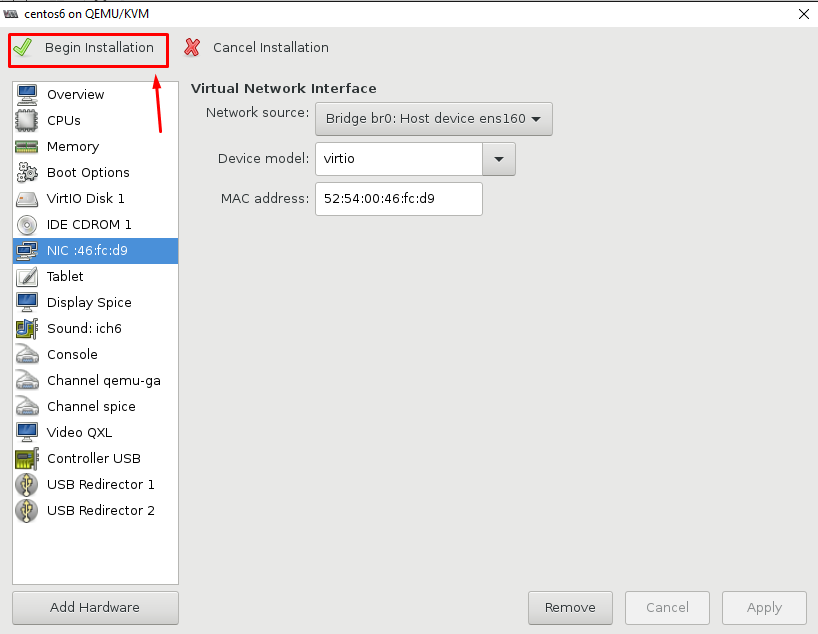 centos6 on QEMU/KVM
Begin Installation
Cancel Installation
Overview
CPUs
Memory
Boot Options
VirtIO Disk 1
IDE CDROM 1
NIC :46:fc:d9
Tablet
Display Spice
Sound: ich6
Console
Channel qemu-ga
Channel spice
Video QXL
Controller USB
USB Redirector 1
USB Redirector 2
Add Hardware
Virtual Network Interface
Network source: Bridge br0: Host device ens160
Device model: virtio
MAC address: 52:54:00:46:fc:d9
Remove Cancel Apply